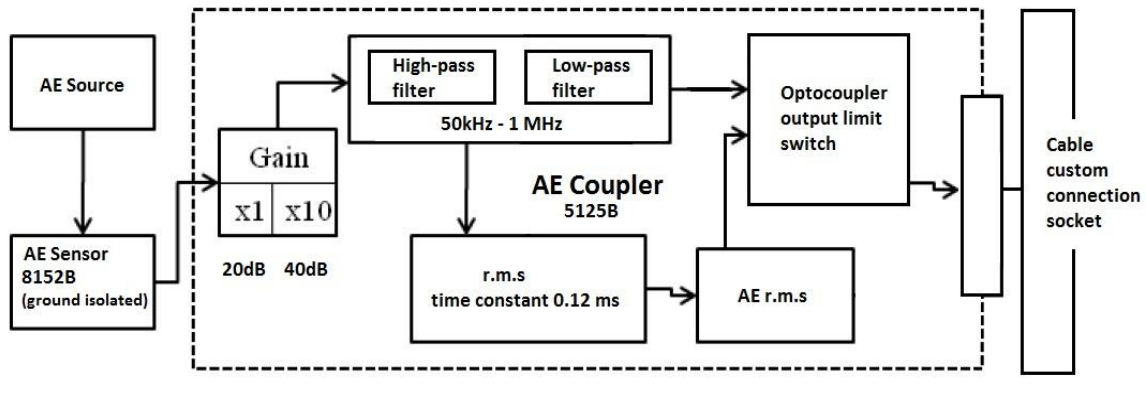 AE Source
AE Sensor
8152B
(ground isolated)
Gain
x1 x10
20dB 40dB
High-pass
filter
Low-pass
filter
50kHz - 1 MHz
AE Coupler
5125B
r.m.s
time constant 0.12 ms
AE r.m.s
Optocoupler
output limit
switch
Cable
custom
connection
socket